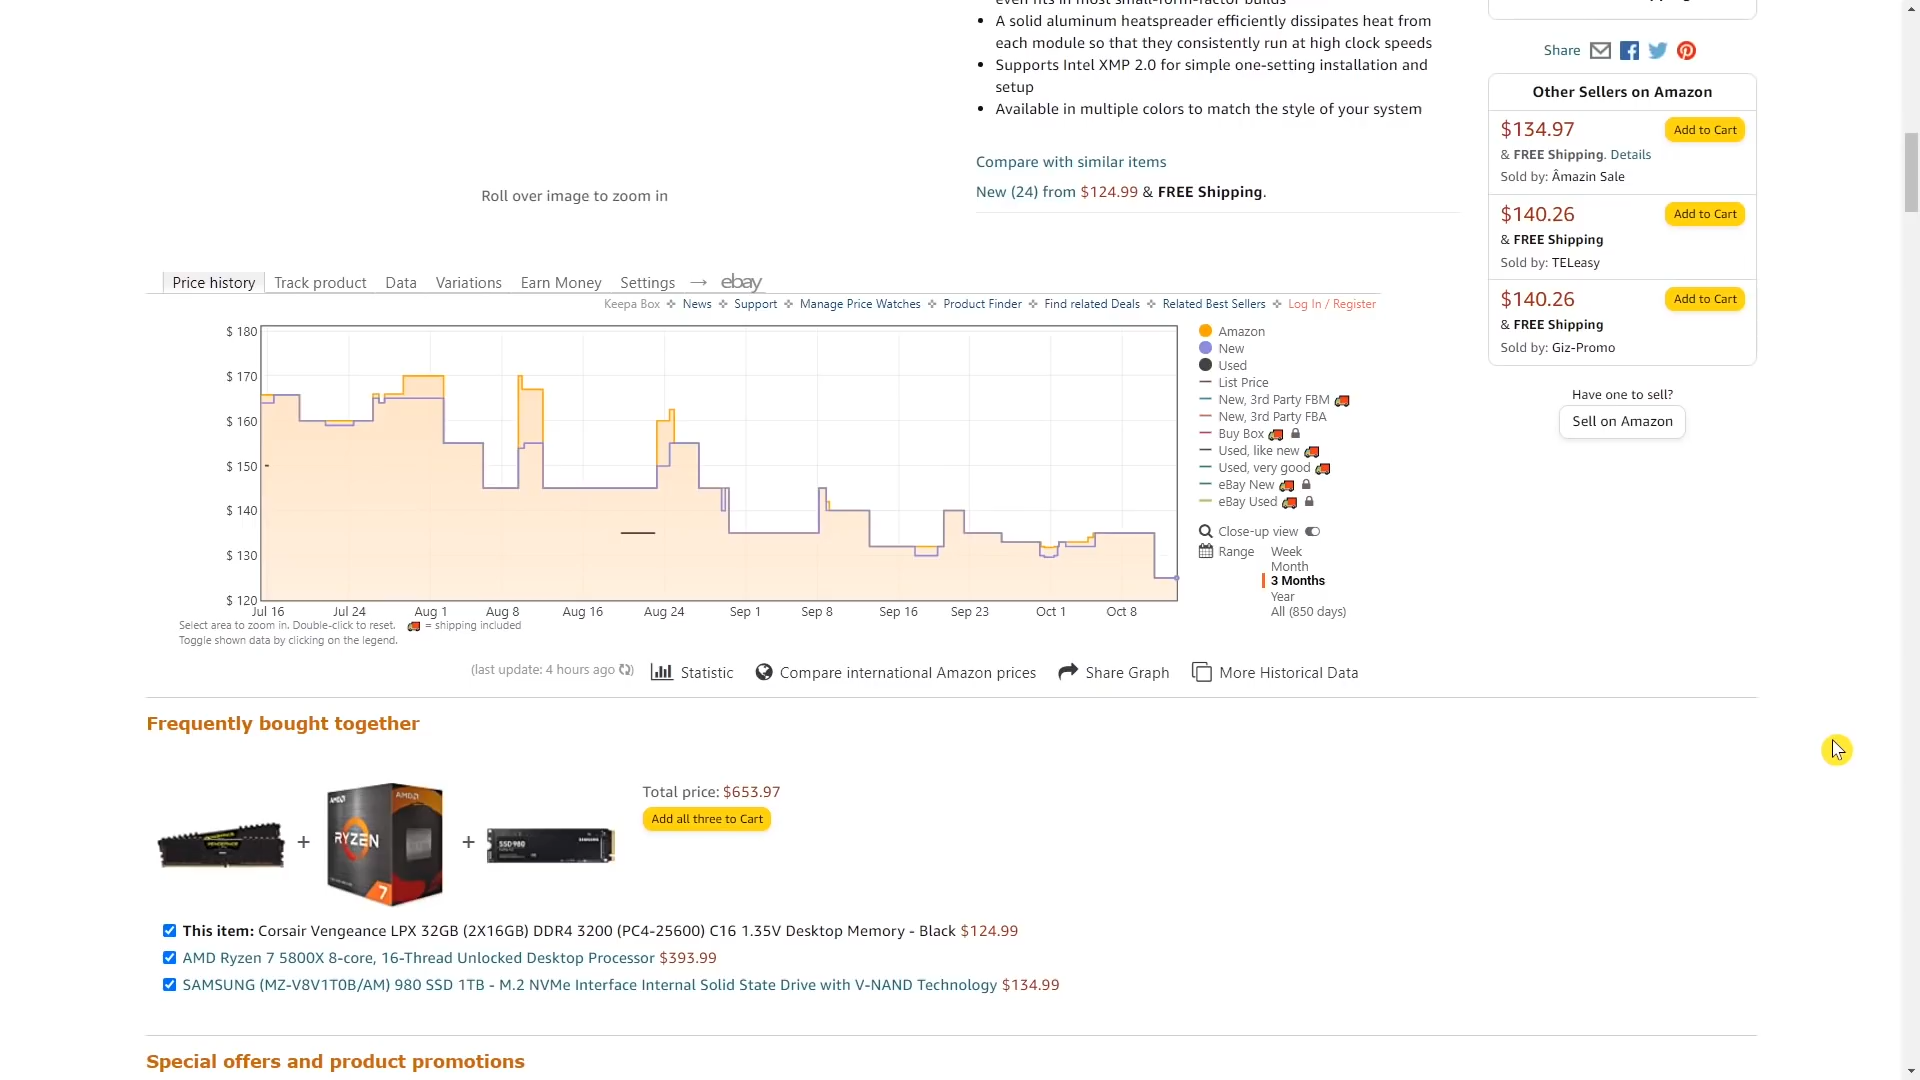 A solid aluminum heatspreader efficiently dissipates heat from
each module so that they consistently run at high clock speeds
Supports Intel XMP 2.0 for simple one-setting installation and
setup
Available in multiple colors to match the style of your system
Compare with similar items
New (24) from $124.99 & FREE Shipping.
Roll over image to zoom in
Share
Other Sellers on Amazon
$134.97 Add to Cart
& FREE Shipping. Details
Sold by: Âmazin Sale
$140.26 Add to Cart
& FREE Shipping
Sold by: TELeasy
$140.26 Add to Cart
& FREE Shipping
Sold by: Giz-Promo
Have one to sell?
Sell on Amazon
Price history Track product Data Variations Earn Money Settings → ebay
Keepa Box News Support Manage Price Watches Product Finder Find related Deals Related Best Sellers Log In / Register
$ 180
$ 170
$ 160
$ 150
$ 140
$ 130
$ 120
Jul 16 Jul 24 Aug 1 Aug 8 Aug 16 Aug 24 Sep 1 Sep 8 Sep 16 Sep 23 Oct 1 Oct 8
Amazon
New
Used
List Price
New, 3rd Party FBM
New, 3rd Party FBA
Buy Box
Used, like new
Used, very good
eBay New
eBay Used
Close-up view
Range Week
Month
3 Months
Year
All (850 days)
Select area to zoom in. Double-click to reset. = shipping included
Toggle shown data by clicking on the legend.
(last update: 4 hours ago) Statistic Compare international Amazon prices Share Graph More Historical Data
Frequently bought together
AMD AMD
RYZEN
7
+ +
SSD 980 SAMSUNG
VENGEANCE
Total price: $653.97
Add all three to Cart
This item: Corsair Vengeance LPX 32GB (2X16GB) DDR4 3200 (PC4-25600) C16 1.35V Desktop Memory - Black $124.99
AMD Ryzen 7 5800X 8-core, 16-Thread Unlocked Desktop Processor $393.99
SAMSUNG (MZ-V8V1T0B/AM) 980 SSD 1TB - M.2 NVMe Interface Internal Solid State Drive with V-NAND Technology $134.99
Special offers and product promotions